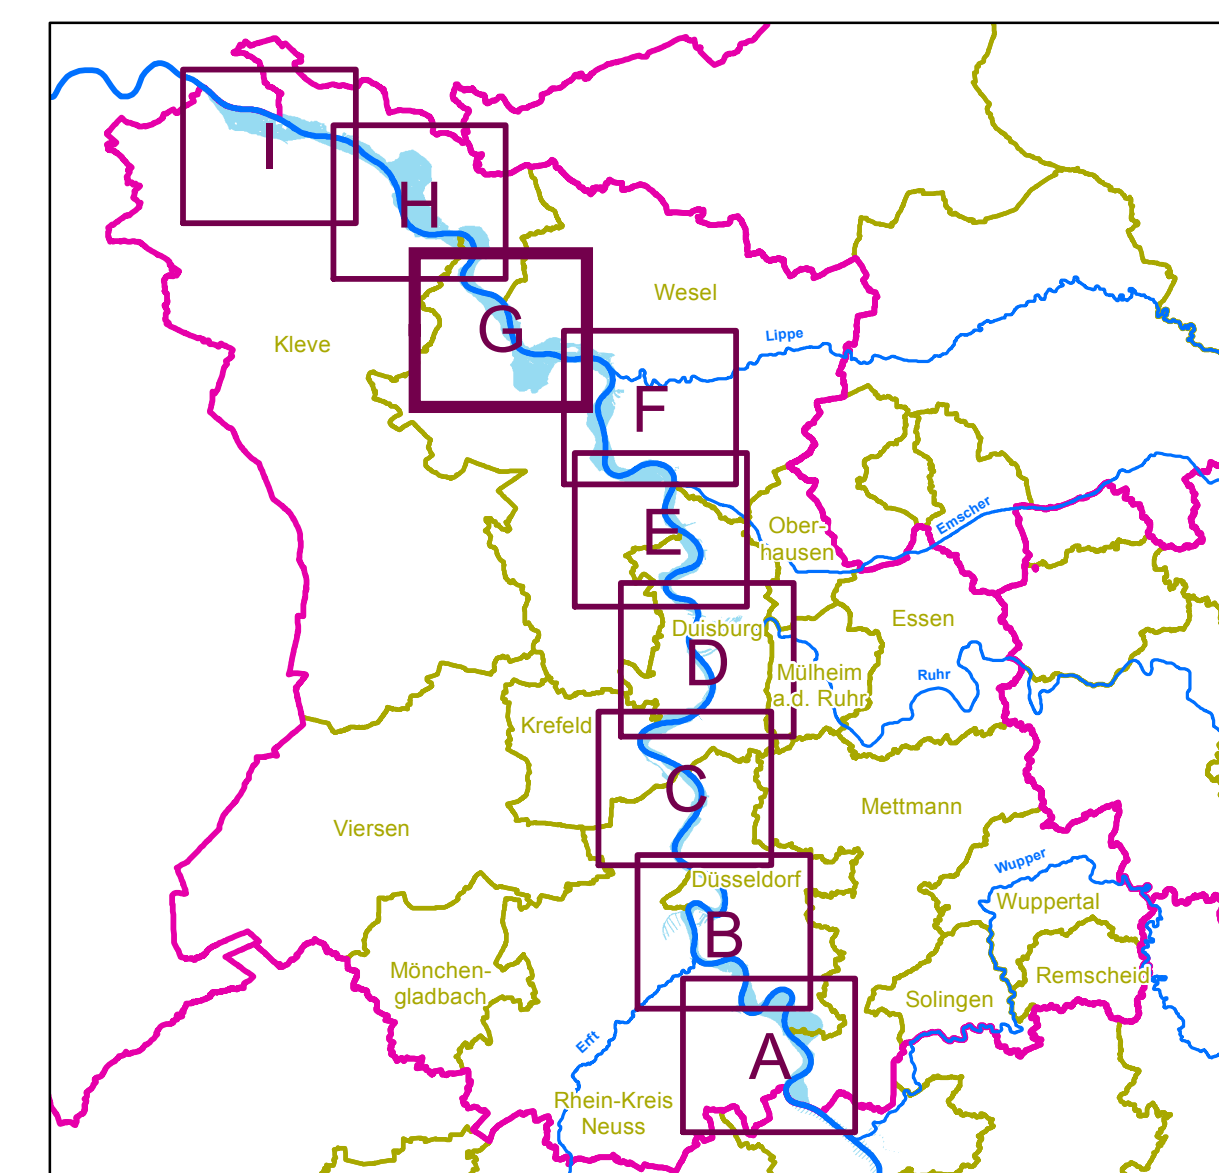 I
H
Wesel
G
Kleve
Lippe
F
Emscher
E
Ober-
hausen
Essen
Duisburg
D
Mülheim
a.d. Ruhr
Ruhr
Krefeld
C
Mettmann
Viersen
Wupper
Düsseldorf
Wuppertal
B
Mönchen-
gladbach
Remscheid
Solingen
Erft
A
Rhein-Kreis
Neuss